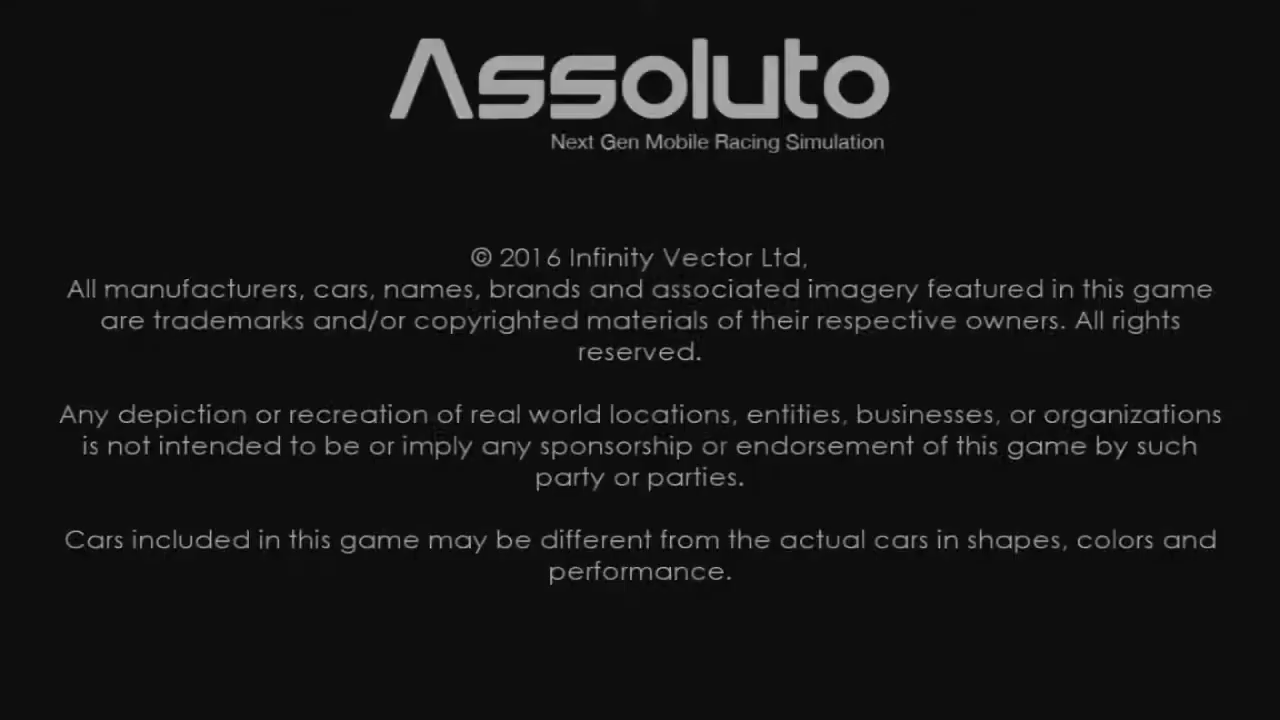 Assoluto
Next Gen Mobile Racing Simulation
© 2016 Infinity Vector Ltd,
All manufacturers, cars, names, brands and associated imagery featured in this game
are trademarks and/or copyrighted materials of their respective owners. All rights
reserved.
Any depiction or recreation of real world locations, entities, businesses, or organizations
is not intended to be or imply any sponsorship or endorsement of this game by such
party or parties.
Cars included in this game may be different from the actual cars in shapes, colors and
performance.